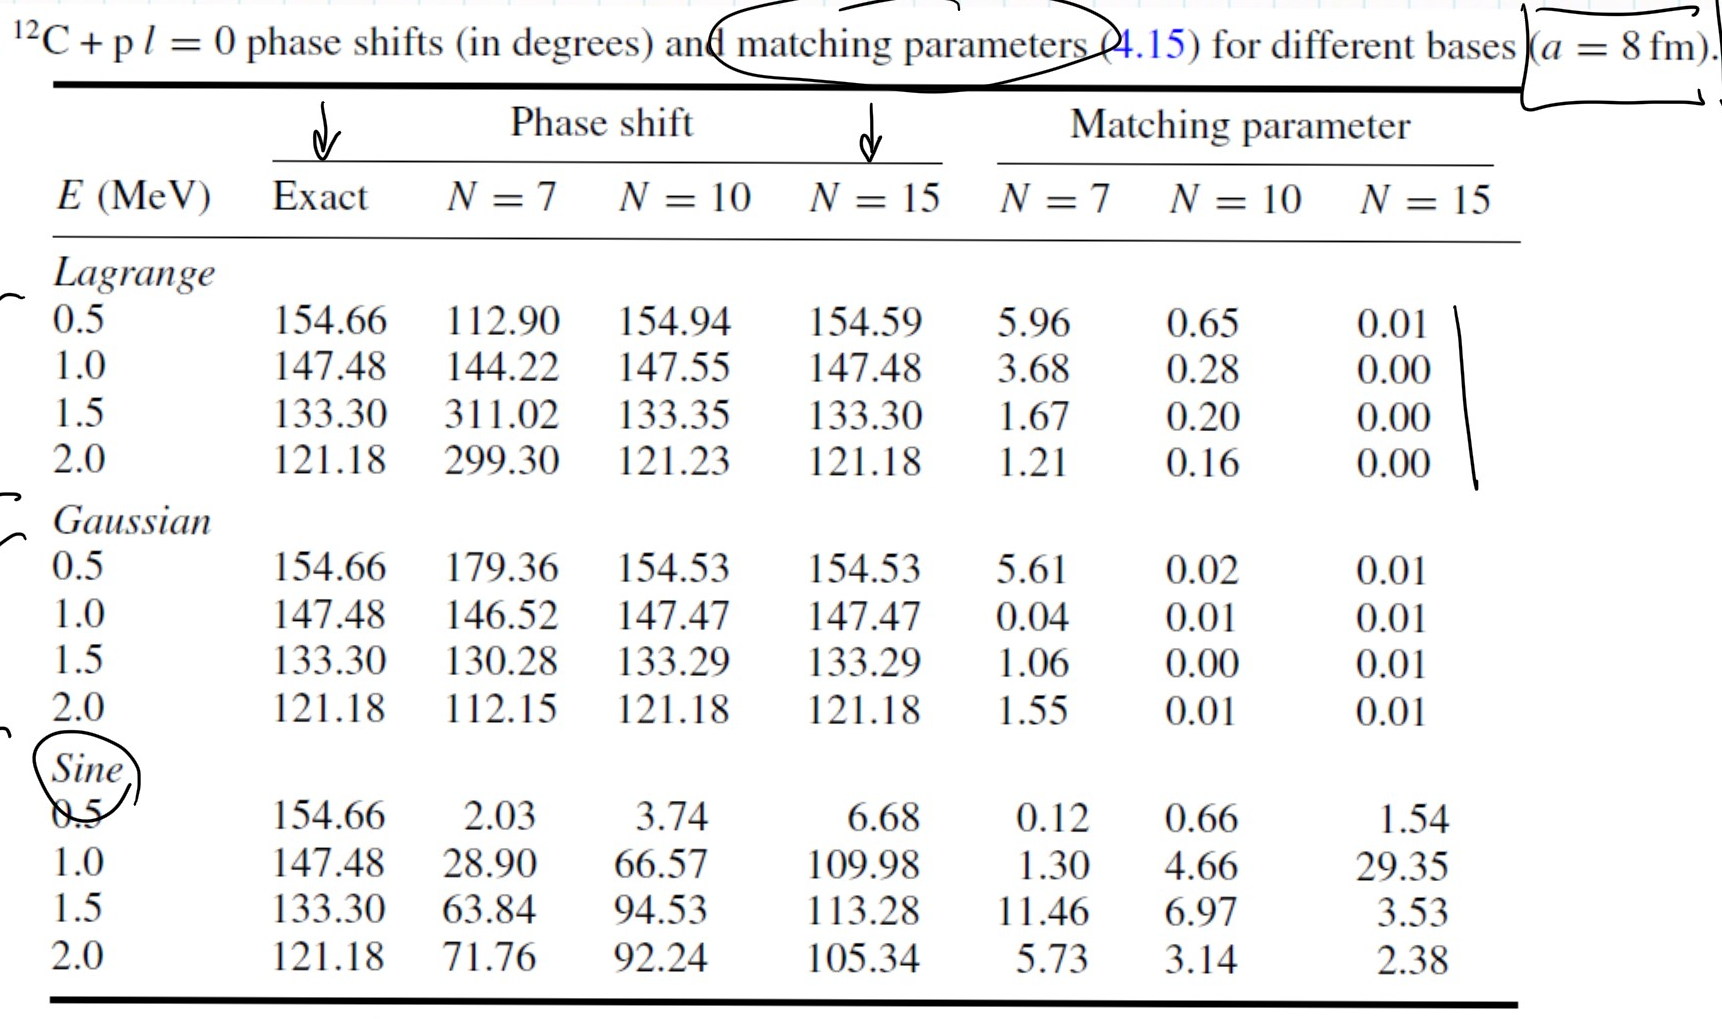 ¹²C + p l = 0 phase shifts (in degrees) and matching parameters (4.15) for different bases (a = 8 fm).
Phase shift Matching parameter
E (MeV) Exact N = 7 N = 10 N = 15 N = 7 N = 10 N = 15
Lagrange
0.5 154.66 112.90 154.94 154.59 5.96 0.65 0.01
1.0 147.48 144.22 147.55 147.48 3.68 0.28 0.00
1.5 133.30 311.02 133.35 133.30 1.67 0.20 0.00
2.0 121.18 299.30 121.23 121.18 1.21 0.16 0.00
Gaussian
0.5 154.66 179.36 154.53 154.53 5.61 0.02 0.01
1.0 147.48 146.52 147.47 147.47 0.04 0.01 0.01
1.5 133.30 130.28 133.29 133.29 1.06 0.00 0.01
2.0 121.18 112.15 121.18 121.18 1.55 0.01 0.01
Sine
0.5 154.66 2.03 3.74 6.68 0.12 0.66 1.54
1.0 147.48 28.90 66.57 109.98 1.30 4.66 29.35
1.5 133.30 63.84 94.53 113.28 11.46 6.97 3.53
2.0 121.18 71.76 92.24 105.34 5.73 3.14 2.38